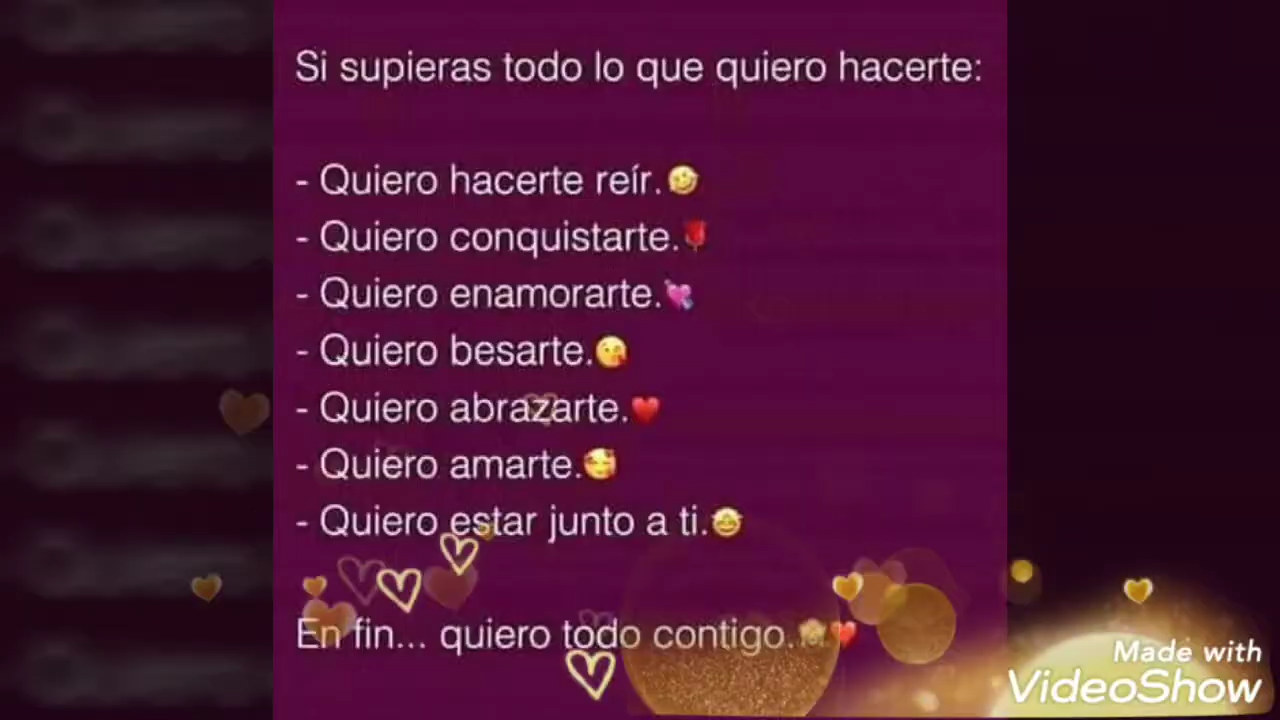 Si supieras todo lo que quiero hacerte:
- Quiero hacerte reír.🤣
- Quiero conquistarte.🌹
- Quiero enamorarte.💘
- Quiero besarte.😘
- Quiero abrazarte.❤️
- Quiero amarte.🥰
- Quiero estar junto a ti.🤩
En fin... quiero todo contigo.🙈❤️
Made with
VideoShow